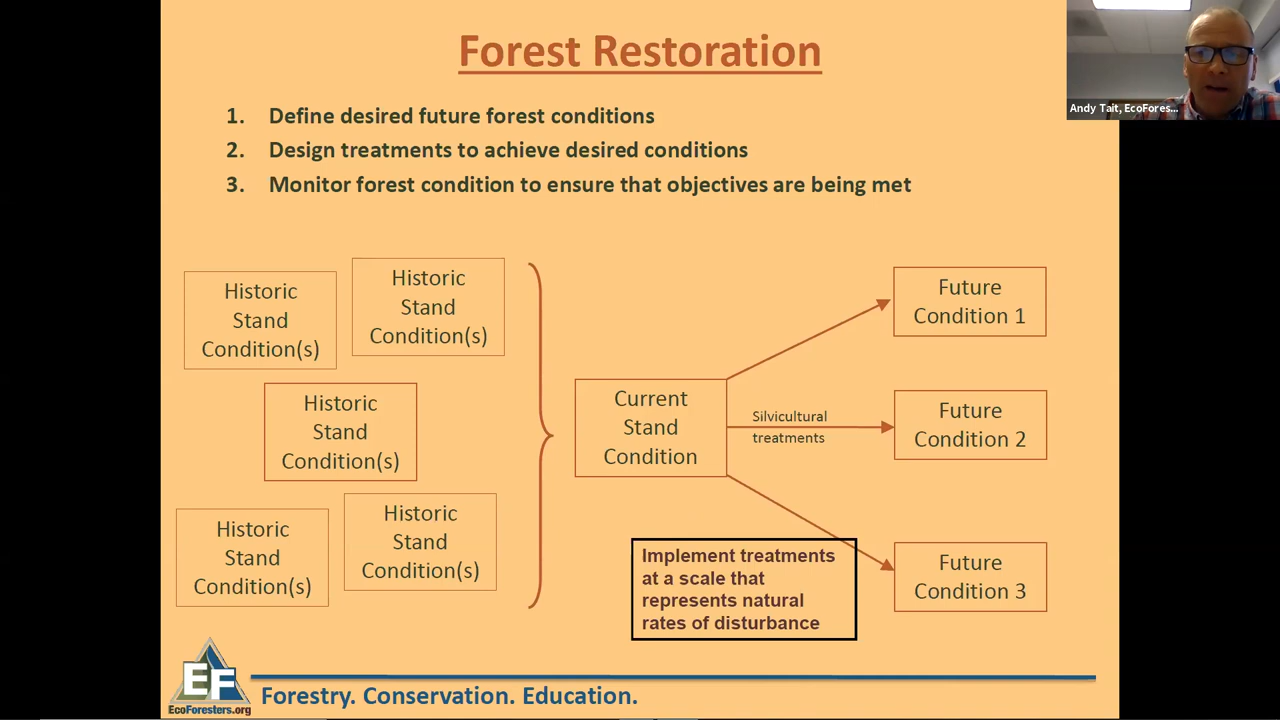 Forest Restoration
Andy Tait, EcoFores...
1. Define desired future forest conditions
2. Design treatments to achieve desired conditions
3. Monitor forest condition to ensure that objectives are being met
Historic
Stand
Condition(s)
Historic
Stand
Condition(s)
Historic
Stand
Condition(s)
Historic
Stand
Condition(s)
Historic
Stand
Condition(s)
Current
Stand
Condition
Silvicultural
treatments
Future
Condition 1
Future
Condition 2
Future
Condition 3
Implement treatments
at a scale that
represents natural
rates of disturbance
EF
EcoForesters.org
Forestry. Conservation. Education.